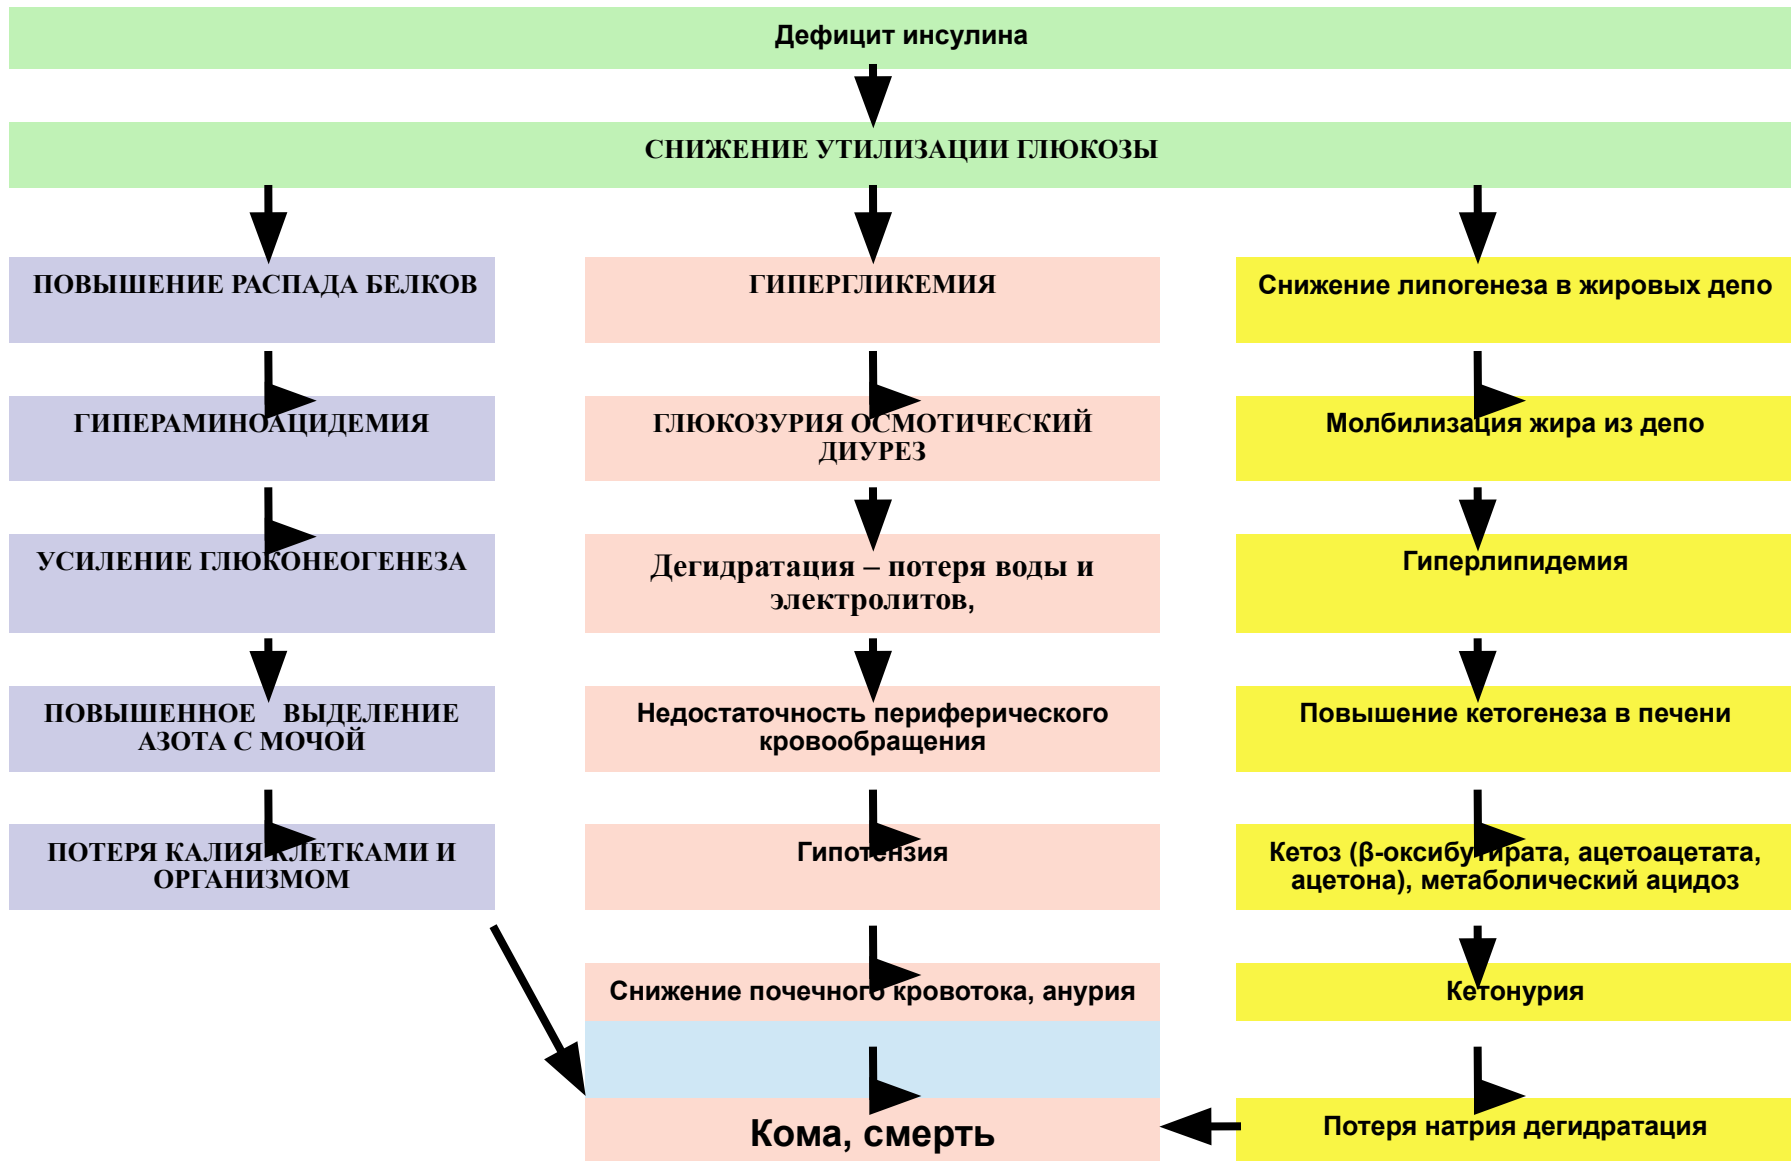 Дефицит инсулина
СНИЖЕНИЕ УТИЛИЗАЦИИ ГЛЮКОЗЫ
ПОВЫШЕНИЕ РАСПАДА БЕЛКОВ
ГИПЕРАМИНОАЦИДЕМИЯ
УСИЛЕНИЕ ГЛЮКОНЕОГЕНЕЗА
ПОВЫШЕННОЕ ВЫДЕЛЕНИЕ
АЗОТА С МОЧОЙ
ПОТЕРЯ КАЛИЯ КЛЕТКАМИ И
ОРГАНИЗМОМ
ГИПЕРГЛИКЕМИЯ
ГЛЮКОЗУРИЯ ОСМОТИЧЕСКИЙ
ДИУРЕЗ
Дегидратация – потеря воды и
электролитов,
Недостаточность периферического
кровообращения
Гипотензия
Снижение почечного кровотока, анурия
Кома, смерть
Снижение липогенеза в жировых депо
Молбилизация жира из депо
Гиперлипидемия
Повышение кетогенеза в печени
Кетоз (β-оксибутирата, ацетоацетата,
ацетона), метаболический ацидоз
Кетонурия
Потеря натрия дегидратация